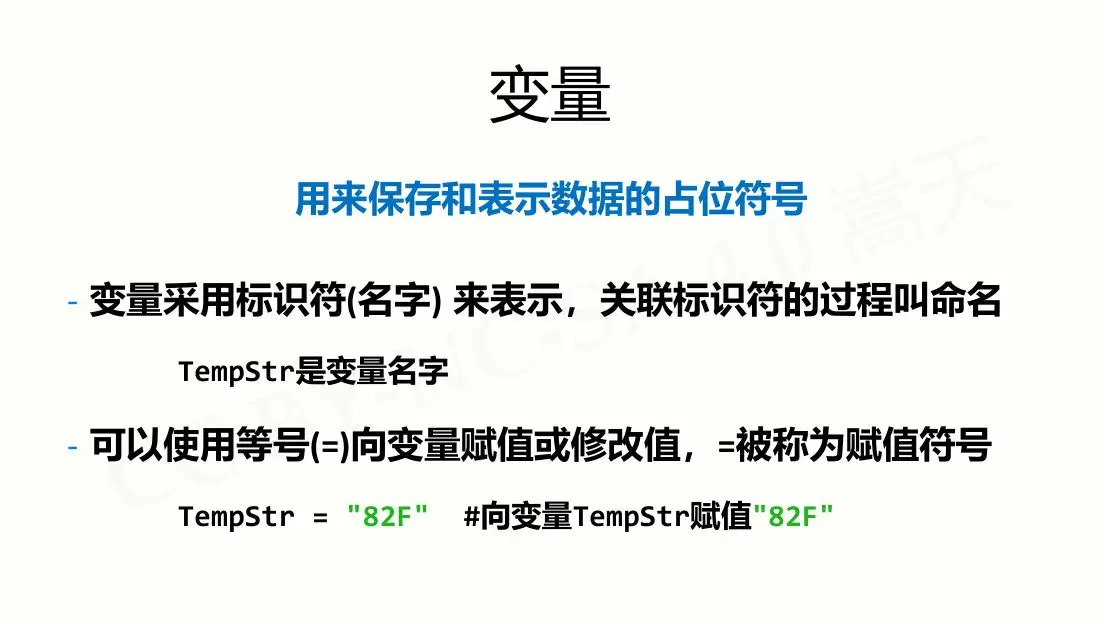 变量
用来保存和表示数据的占位符号
- 变量采用标识符(名字) 来表示，关联标识符的过程叫命名
TempStr是变量名字
- 可以使用等号(=)向变量赋值或修改值，=被称为赋值符号
TempStr = "82F"  #向变量TempStr赋值"82F"